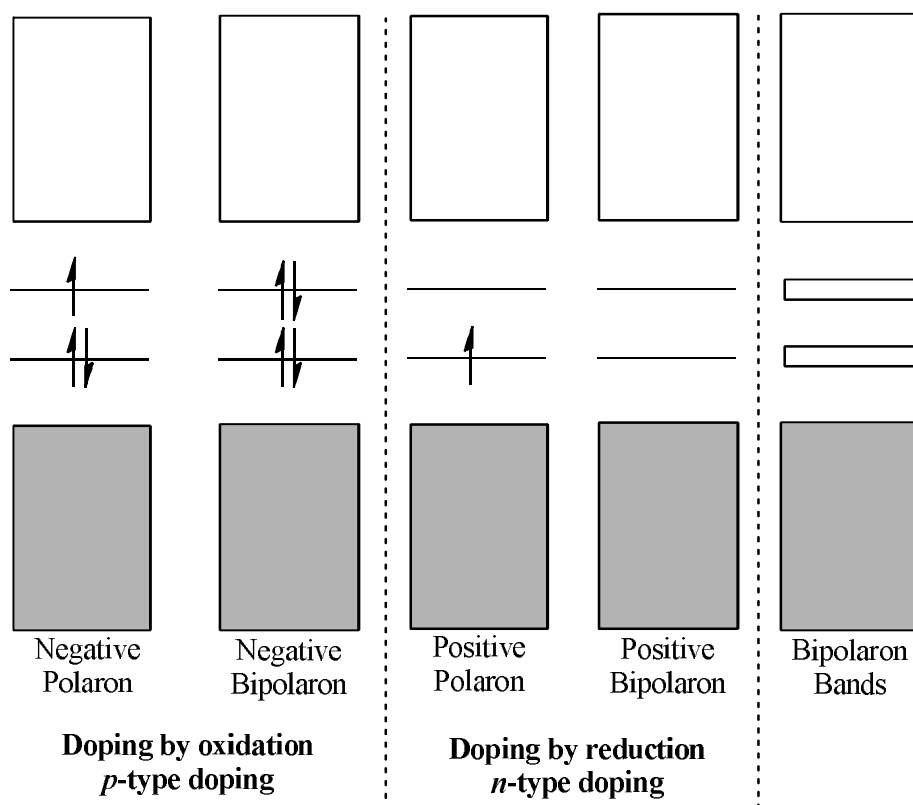 Negative
Polaron
Negative
Bipolaron
Positive
Polaron
Positive
Bipolaron
Bipolaron
Bands
Doping by oxidation
p-type doping
Doping by reduction
n-type doping